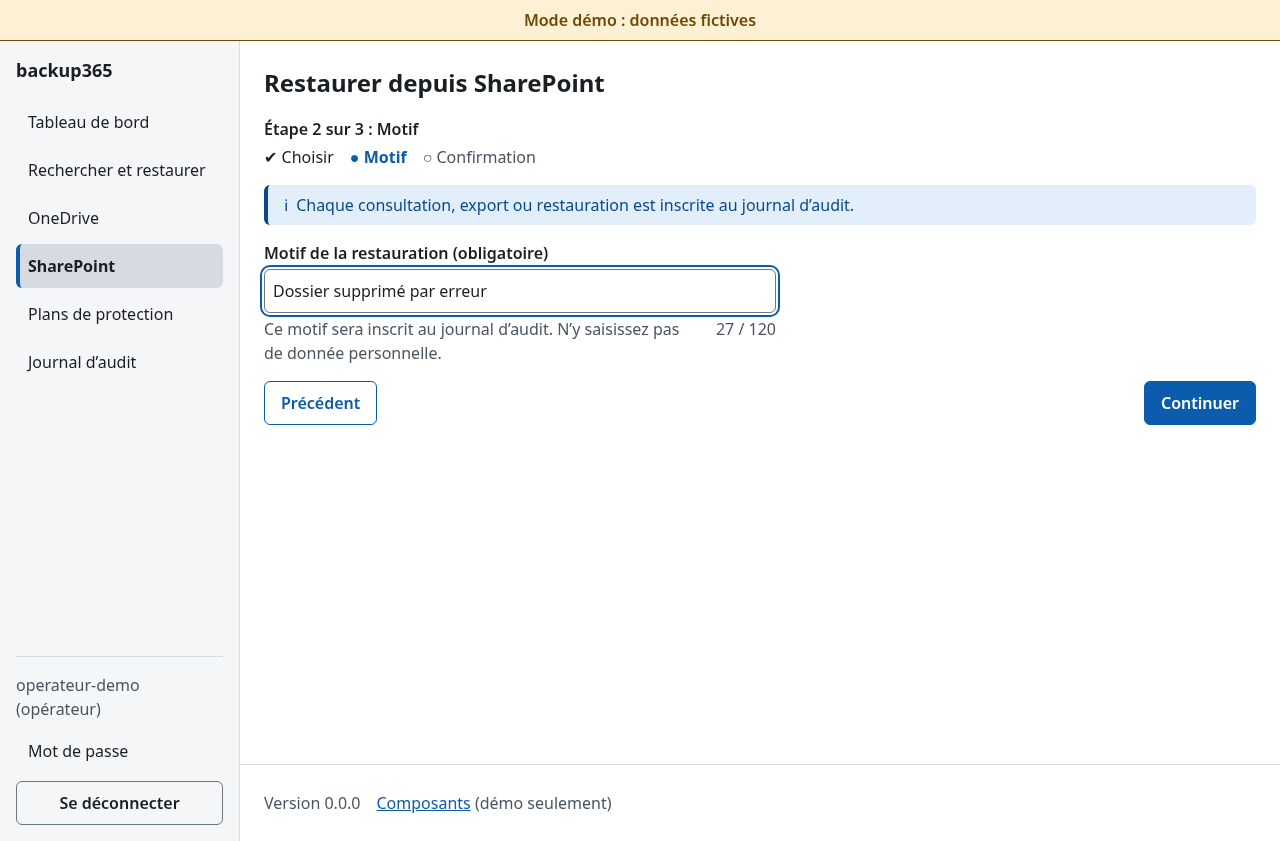 Mode démo : données fictives
backup365
Tableau de bord
Rechercher et restaurer
OneDrive
SharePoint
Plans de protection
Journal d’audit
operateur-demo
(opérateur)
Mot de passe
Se déconnecter
Restaurer depuis SharePoint
Étape 2 sur 3 : Motif
✔ Choisir ● Motif ○ Confirmation
i Chaque consultation, export ou restauration est inscrite au journal d’audit.
Motif de la restauration (obligatoire)
Dossier supprimé par erreur
Ce motif sera inscrit au journal d’audit. N’y saisissez pas 27 / 120
de donnée personnelle.
Précédent
Continuer
Version 0.0.0 Composants (démo seulement)